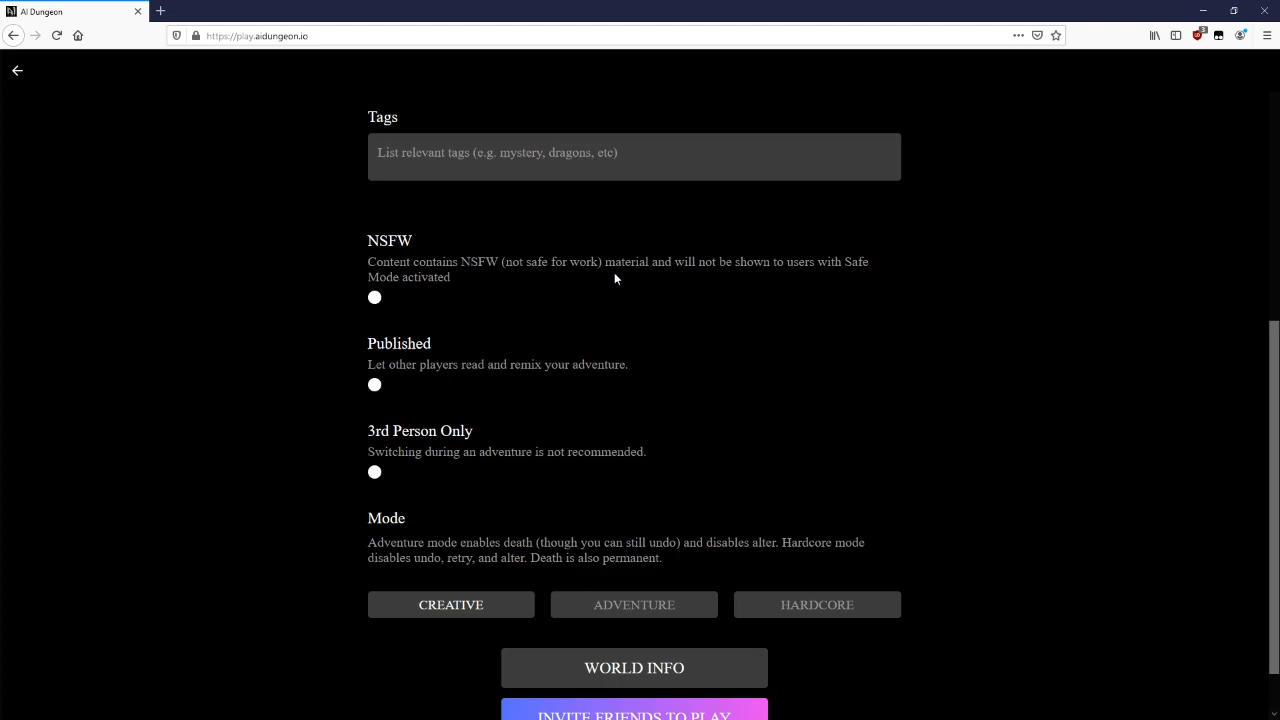 AI Dungeon
https://play.aidungeon.io
Tags
List relevant tags (e.g. mystery, dragons, etc)
NSFW
Content contains NSFW (not safe for work) material and will not be shown to users with Safe
Mode activated
Published
Let other players read and remix your adventure.
3rd Person Only
Switching during an adventure is not recommended.
Mode
Adventure mode enables death (though you can still undo) and disables alter. Hardcore mode
disables undo, retry, and alter. Death is also permanent.
CREATIVE ADVENTURE HARDCORE
WORLD INFO
INVITE FRIENDS TO PLAY